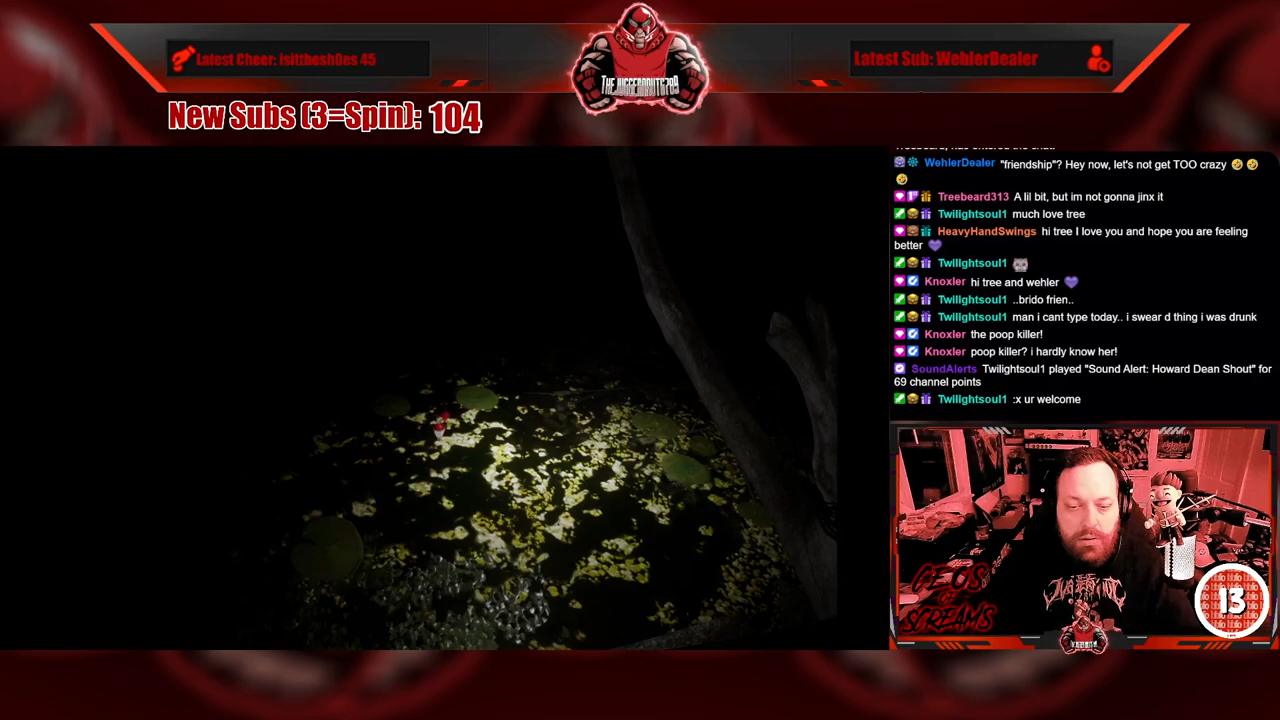 Latest Cheer: isittheshoes 45
THEJUGGERNAUT6789
Latest Sub: WehlerDealer
New Subs (3=Spin): 104
WehlerDealer "friendship"? Hey now, let's not get TOO crazy
Treebeard313 A lil bit, but im not gonna jinx it
Twilightsoul1 much love tree
HeavyHandSwings hi tree I love you and hope you are feeling
better
Twilightsoul1
Knoxler hi tree and wehler
Twilightsoul1 ..brido frien..
Twilightsoul1 man i cant type today.. i swear d thing i was drunk
Knoxler the poop killer!
Knoxler poop killer? i hardly know her!
SoundAlerts Twilightsoul1 played "Sound Alert: Howard Dean Shout" for
69 channel points
Twilightsoul1 :x ur welcome
SCREAMS
13